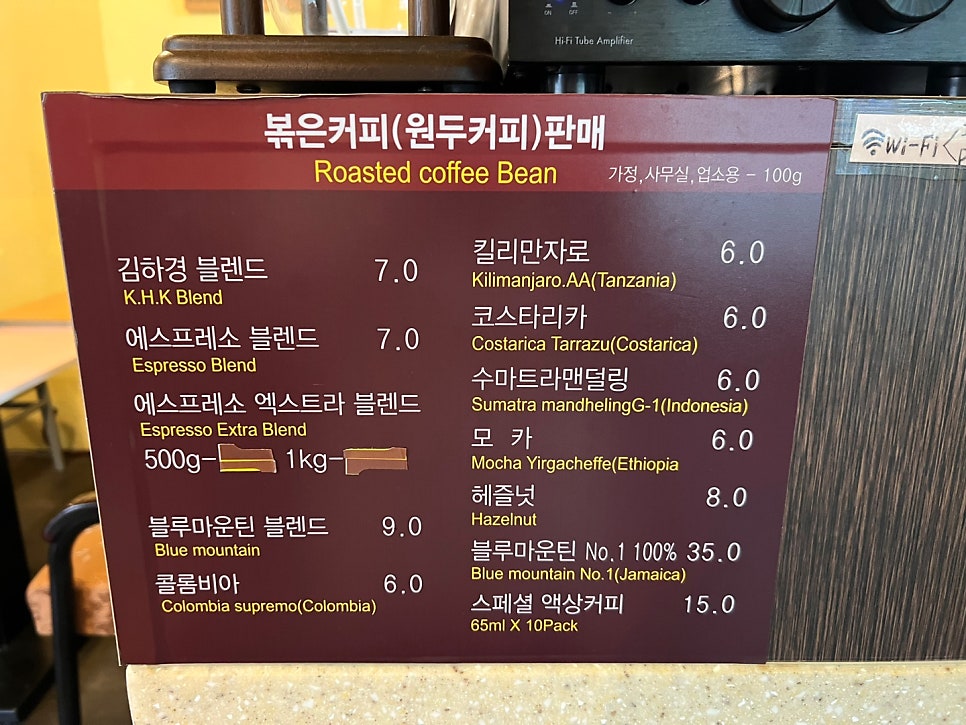 ON OFF
Hi-Fi Tube Amplifier
볶은커피(원두커피)판매
Roasted coffee Bean
가정,사무실,업소용 - 100g
Wi-Fi
김하경 블렌드 7.0
K.H.K Blend
에스프레소 블렌드 7.0
Espresso Blend
에스프레소 엑스트라 블렌드
Espresso Extra Blend
500g- 1kg-
블루마운틴 블렌드 9.0
Blue mountain
콜롬비아 6.0
Colombia supremo(Colombia)
킬리만자로 6.0
Kilimanjaro.AA(Tanzania)
코스타리카 6.0
Costarica Tarrazu(Costarica)
수마트라맨덜링 6.0
Sumatra mandhelingG-1(Indonesia)
모 카 6.0
Mocha Yirgacheffe(Ethiopia
헤즐넛 8.0
Hazelnut
블루마운틴 No.1 100% 35.0
Blue mountain No.1(Jamaica)
스페셜 액상커피 15.0
65ml X 10Pack